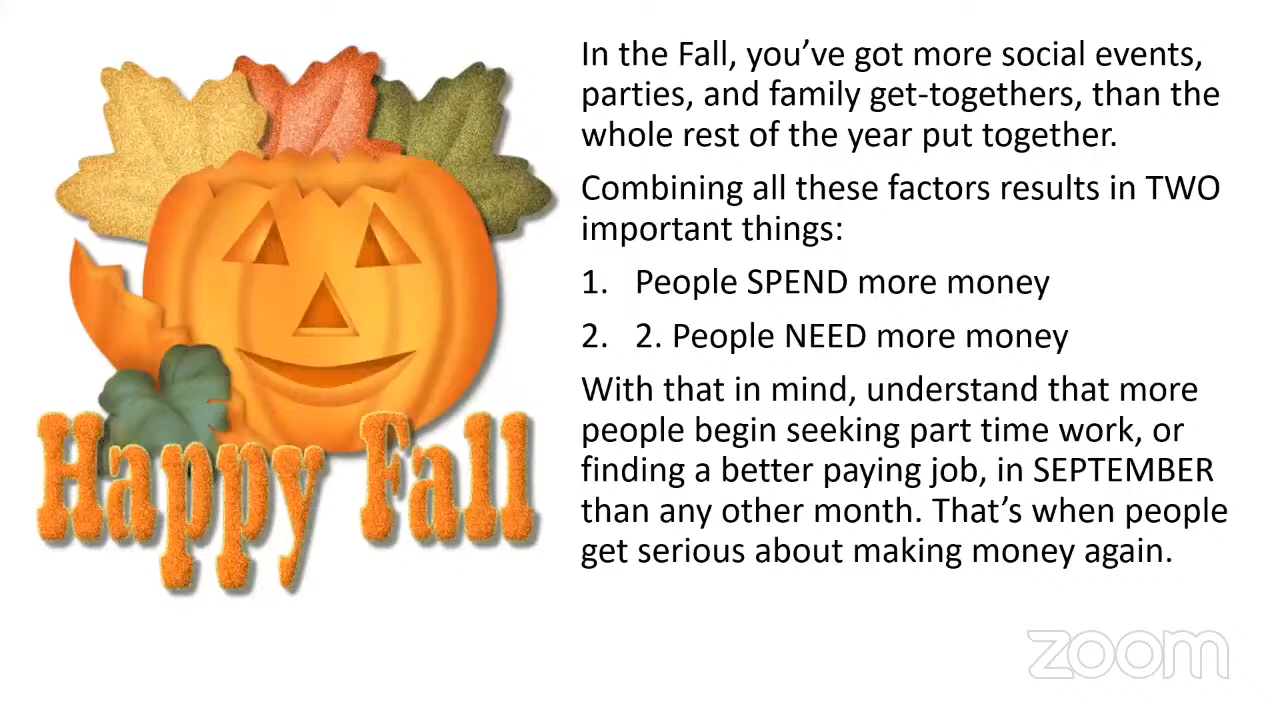 In the Fall, you’ve got more social events,
parties, and family get-togethers, than the
whole rest of the year put together.
Combining all these factors results in TWO
important things:
1. People SPEND more money
2. 2. People NEED more money
With that in mind, understand that more
people begin seeking part time work, or
finding a better paying job, in SEPTEMBER
than any other month. That’s when people
get serious about making money again.
Happy Fall
zoom